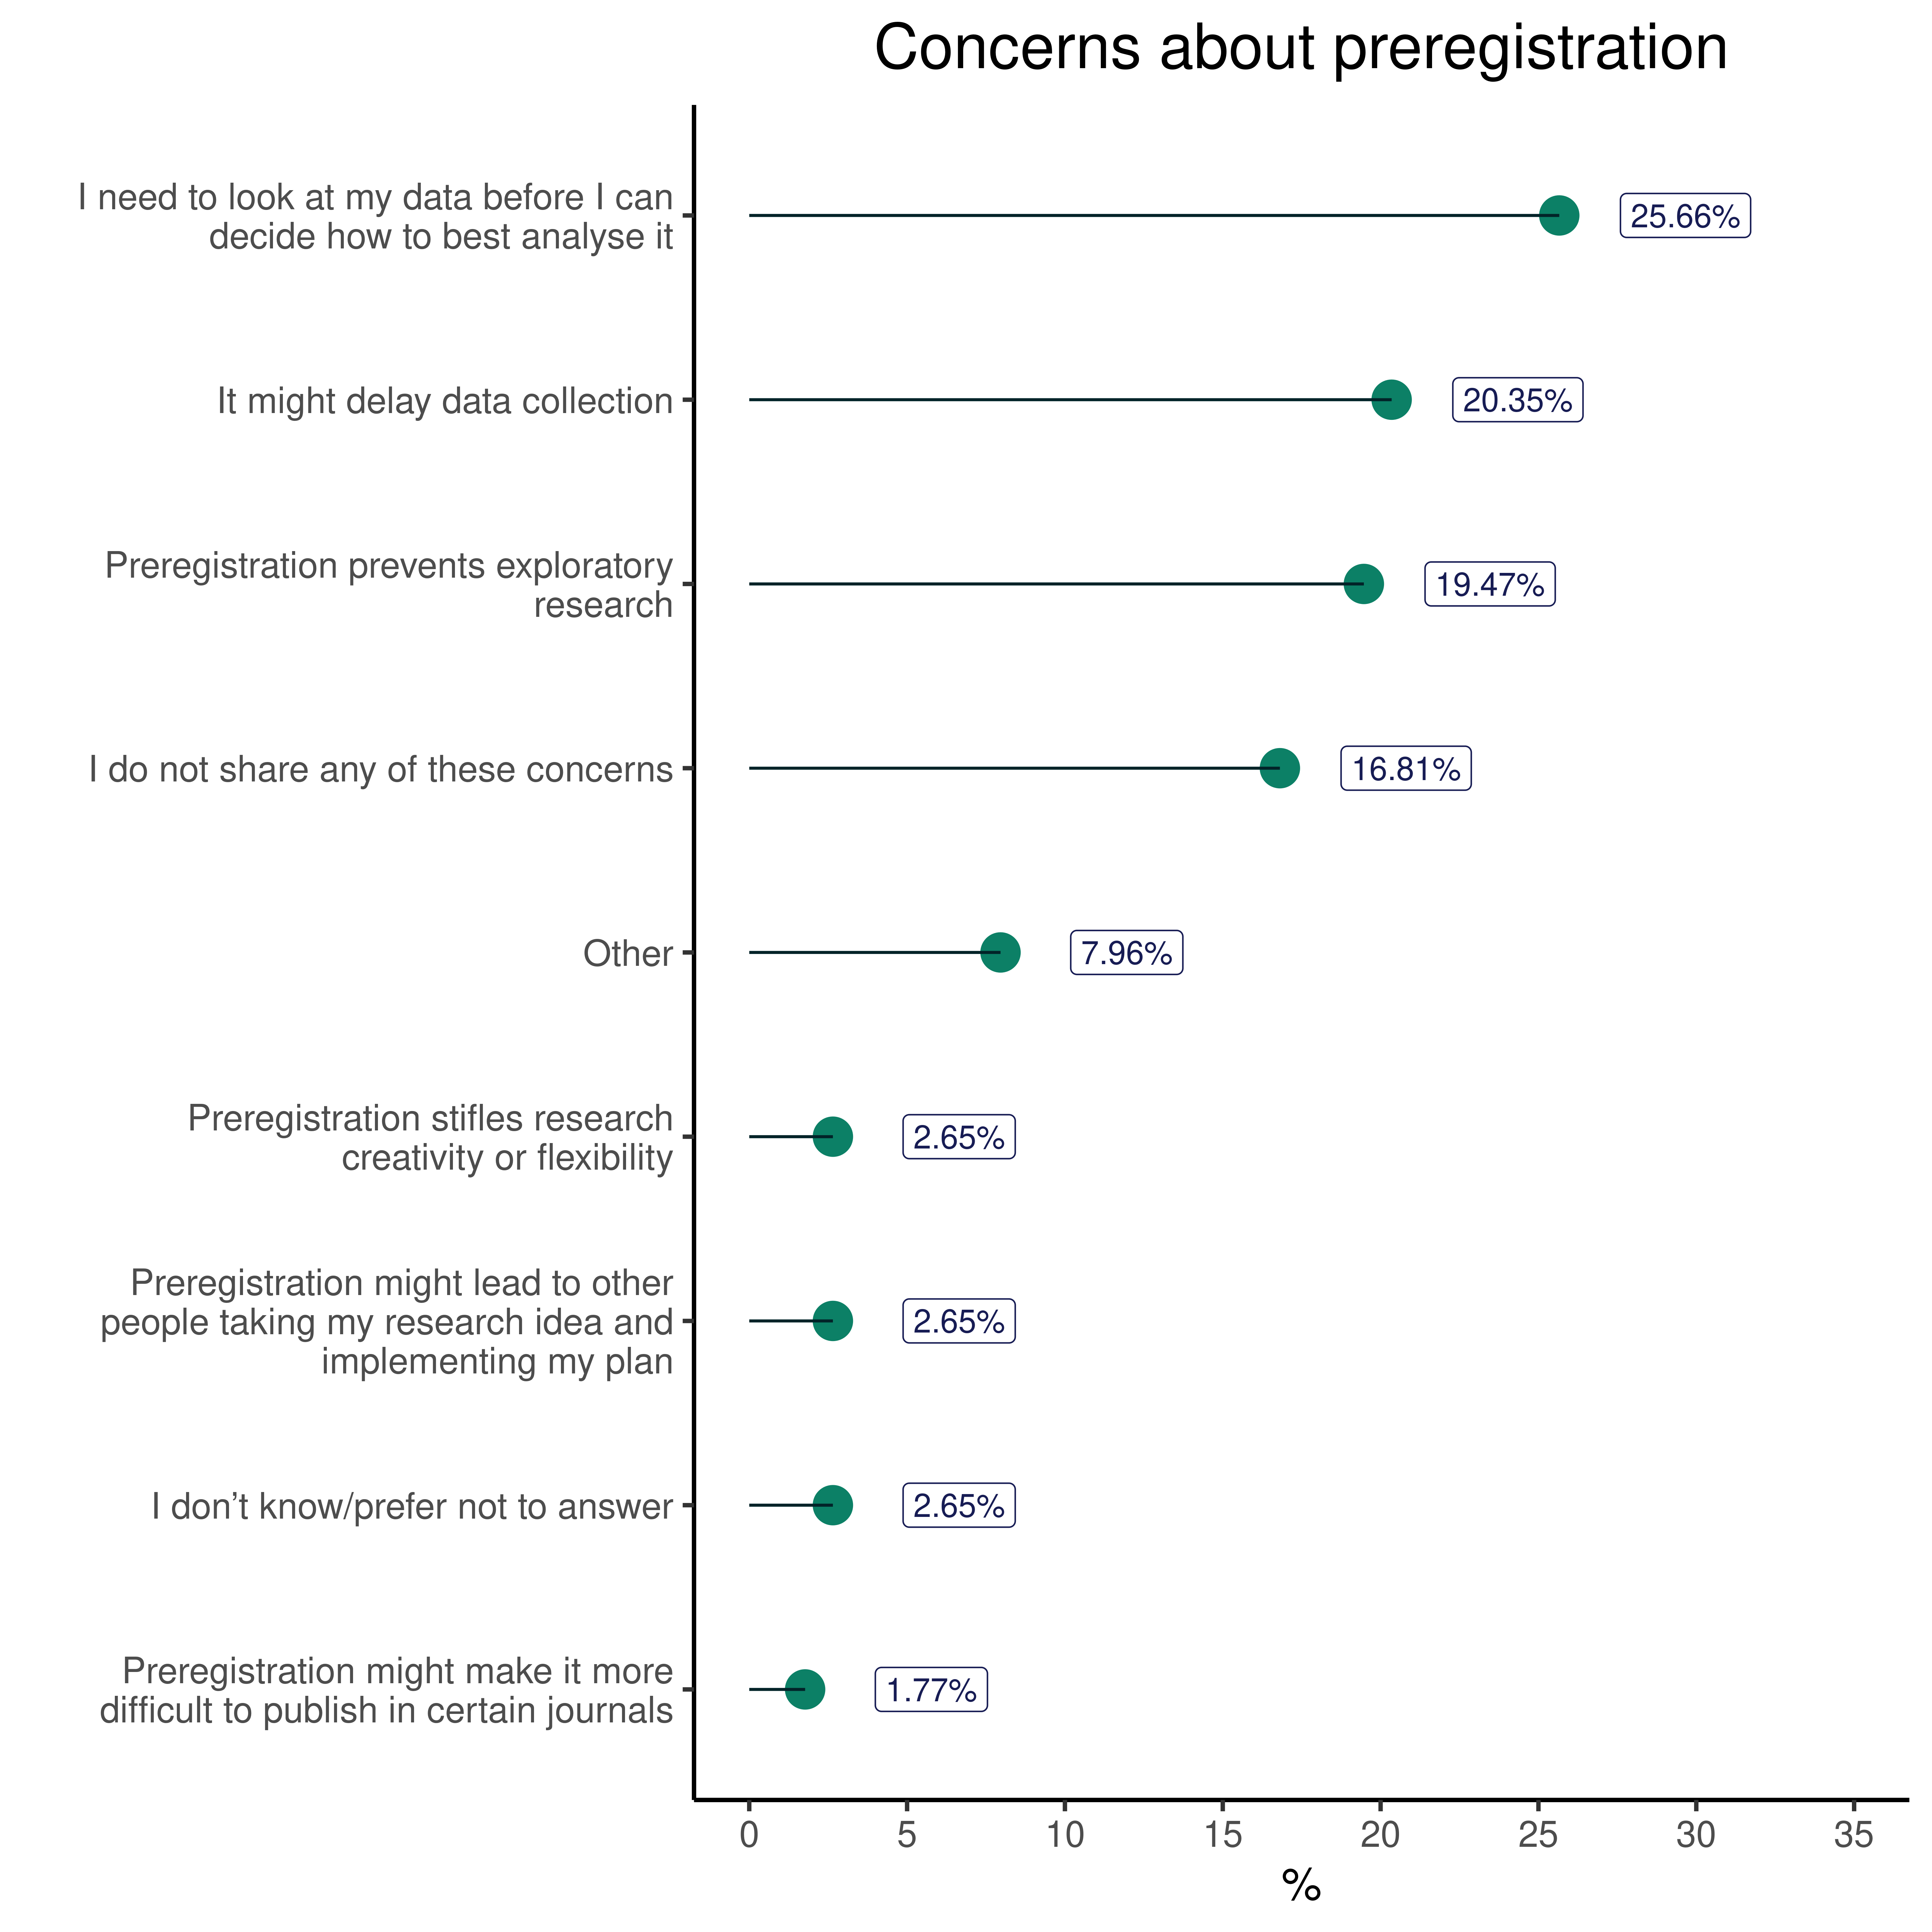 Concerns about preregistration
I need to look at my data before I can
decide how to best analyse it
25.66%
It might delay data collection
20.35%
Preregistration prevents exploratory
research
19.47%
I do not share any of these concerns
16.81%
Other
7.96%
Preregistration stifles research
creativity or flexibility
2.65%
Preregistration might lead to other
people taking my research idea and
implementing my plan
2.65%
I don’t know/prefer not to answer
2.65%
Preregistration might make it more
difficult to publish in certain journals
1.77%
0 5 10 15 20 25 30 35
%